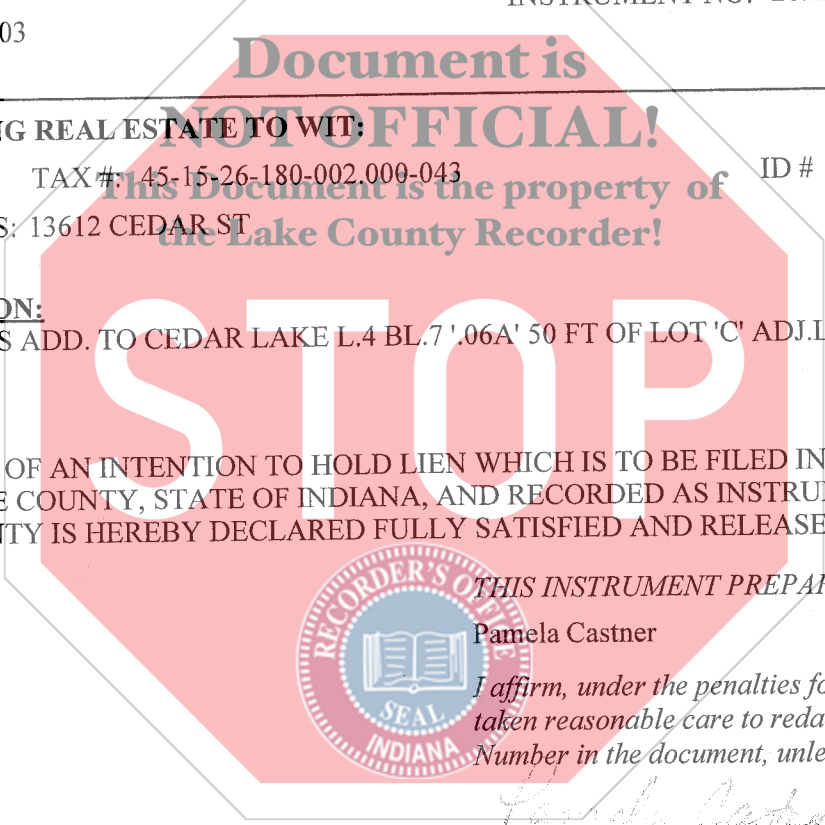 INSTRUMENT NO.
03
Document is
NOT OFFICIAL!
NG REAL ESTATE TO WIT:
TAX #: 45-15-26-180-002.000-043 ID #
This Document is the property of
S: 13612 CEDAR ST
the Lake County Recorder!
ON:
S ADD. TO CEDAR LAKE L.4 BL.7 '.06A' 50 FT OF LOT 'C' ADJ.L
STOP
OF AN INTENTION TO HOLD LIEN WHICH IS TO BE FILED IN
E COUNTY, STATE OF INDIANA, AND RECORDED AS INSTRU
NTY IS HEREBY DECLARED FULLY SATISFIED AND RELEASE
RECORDER'S OFFICE
THIS INSTRUMENT PREPAR
Pamela Castner
I affirm, under the penalties fo
SEAL
taken reasonable care to reda
INDIANA
Number in the document, unle
Pamela Castner